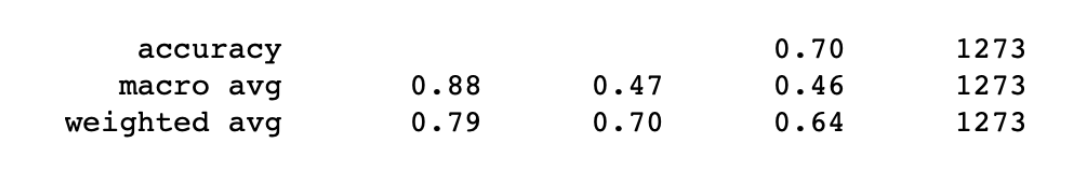 accuracy 0.70 1273
macro avg 0.88 0.47 0.46 1273
weighted avg 0.79 0.70 0.64 1273